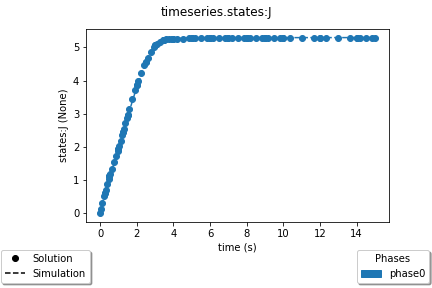 timeseries.states:J
states:J (None)
5
4
3
2
1
0
0 2 4 6 8 10 12 14
time (s)
Solution
Simulation
Phases
phase0